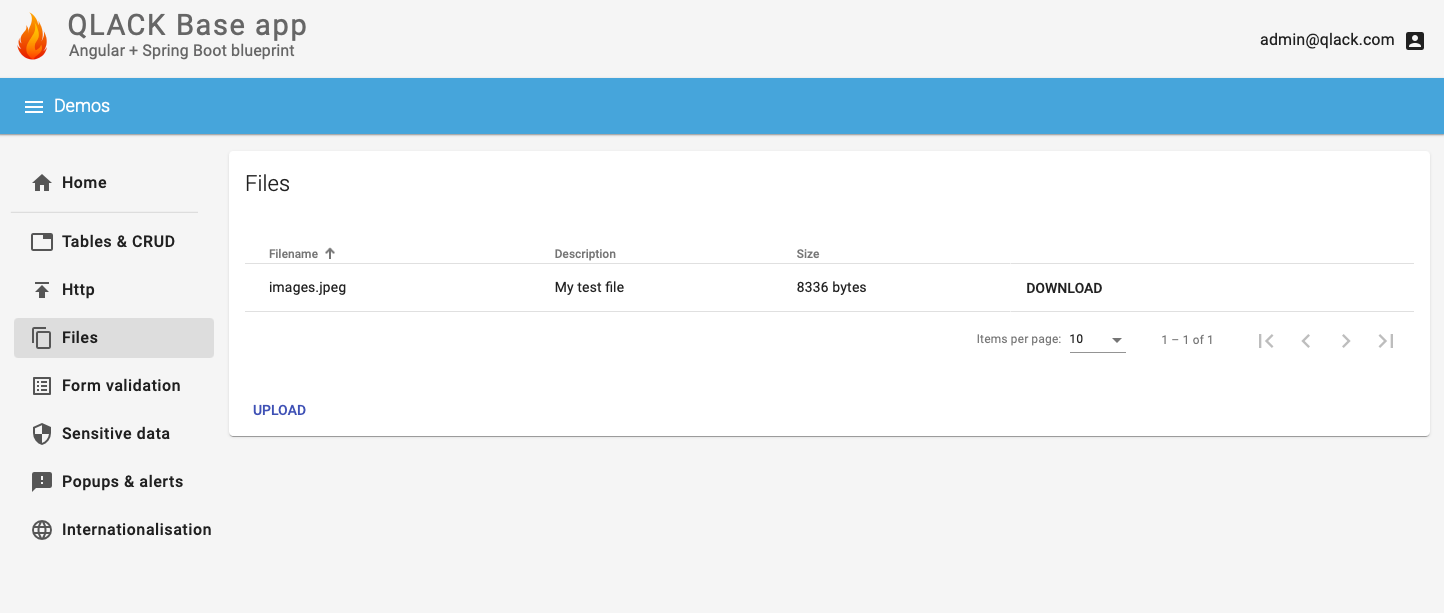 QLACK Base app
Angular + Spring Boot blueprint
admin@qlack.com
Demos
Home
Tables & CRUD
Http
Files
Form validation
Sensitive data
Popups & alerts
Internationalisation
Files
Filename Description Size
images.jpeg My test file 8336 bytes DOWNLOAD
Items per page: 10 1 – 1 of 1
UPLOAD